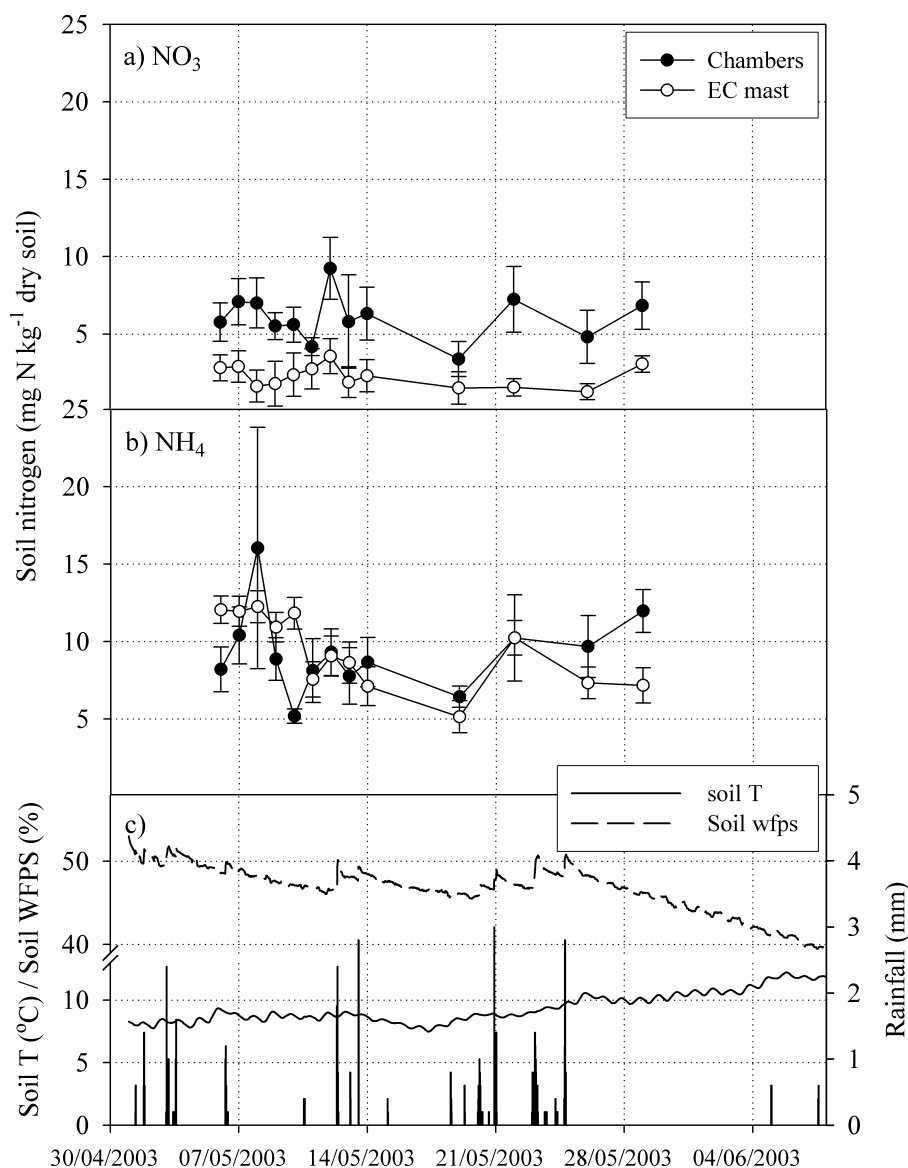 25
a) NO₃
Chambers
EC mast
20
15
10
5
Soil nitrogen (mg N kg⁻¹ dry soil)
25
b) NH₄
20
15
10
5
soil T
Soil wfps
c)
50
40
10
5
0
Soil T (°C) / Soil WFPS (%)
5
4
3
2
1
0
Rainfall (mm)
30/04/2003 07/05/2003 14/05/2003 21/05/2003 28/05/2003 04/06/2003